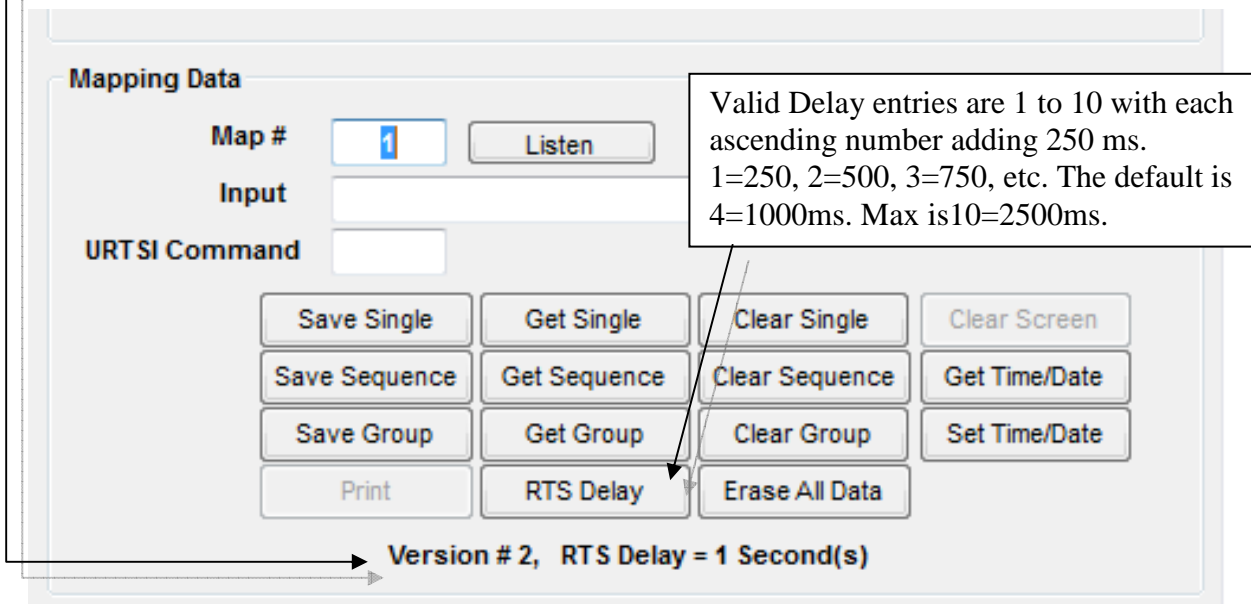 Mapping Data
Valid Delay entries are 1 to 10 with each
ascending number adding 250 ms.
1=250, 2=500, 3=750, etc. The default is
4=1000ms. Max is10=2500ms.
Map # 1 Listen
Input
URTSI Command
Save Single Get Single Clear Single Clear Screen
Save Sequence Get Sequence Clear Sequence Get Time/Date
Save Group Get Group Clear Group Set Time/Date
Print RTS Delay Erase All Data
Version # 2, RTS Delay = 1 Second(s)